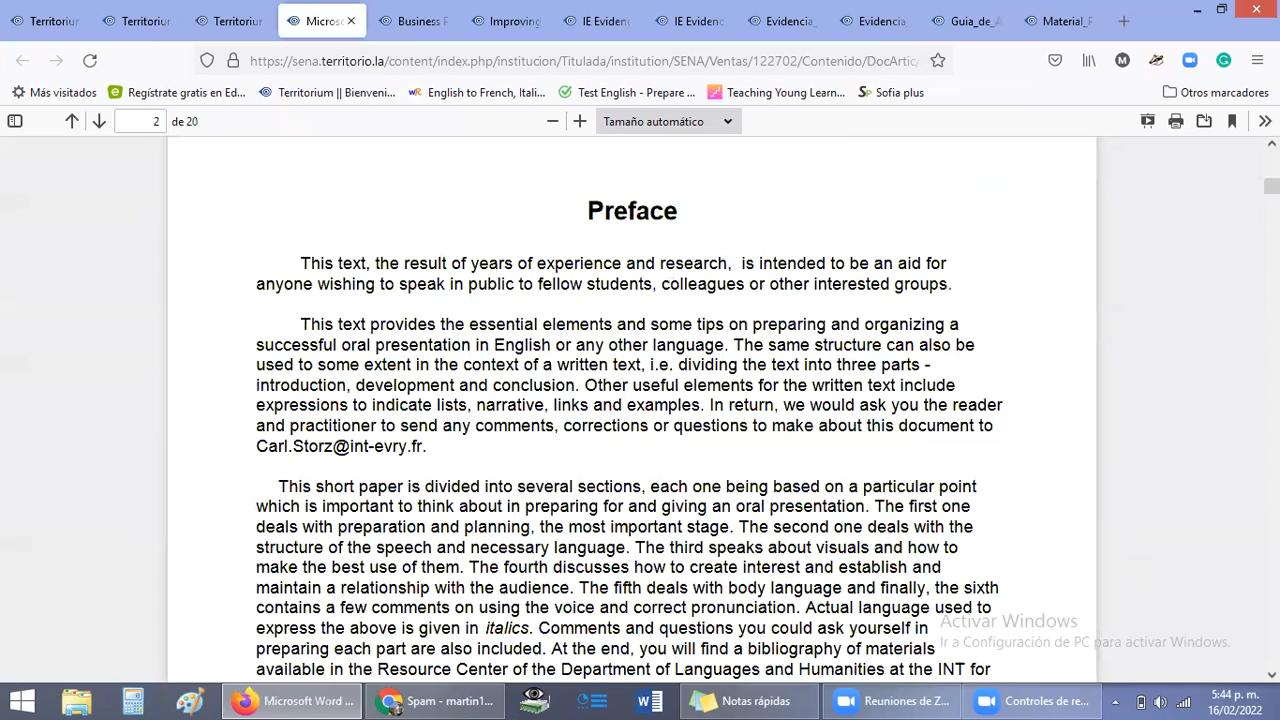 Territoriur
Territoriur
Territoriur
Micros
Business F
Improving
IE Evidenc
IE Evidenc
Evidencia_
Evidencia_
Guia_de_A
Material_F
https://sena.territorio.la/content/index.php/institucion/Titulada/institution/SENA/Ventas/122702/Contenido/DocArtic/
Más visitados
Regístrate gratis en Ed...
Territorium || Bienveni...
English to French, Itali...
Test English - Prepare ...
Teaching Young Learn...
Sofia plus
Otros marcadores
2 de 20
Tamaño automático
Preface
This text, the result of years of experience and research, is intended to be an aid for
anyone wishing to speak in public to fellow students, colleagues or other interested groups.
This text provides the essential elements and some tips on preparing and organizing a
successful oral presentation in English or any other language. The same structure can also be
used to some extent in the context of a written text, i.e. dividing the text into three parts -
introduction, development and conclusion. Other useful elements for the written text include
expressions to indicate lists, narrative, links and examples. In return, we would ask you the reader
and practitioner to send any comments, corrections or questions to make about this document to
Carl.Storz@int-evry.fr.
This short paper is divided into several sections, each one being based on a particular point
which is important to think about in preparing for and giving an oral presentation. The first one
deals with preparation and planning, the most important stage. The second one deals with the
structure of the speech and necessary language. The third speaks about visuals and how to
make the best use of them. The fourth discusses how to create interest and establish and
maintain a relationship with the audience. The fifth deals with body language and finally, the sixth
contains a few comments on using the voice and correct pronunciation. Actual language used to
express the above is given in italics. Comments and questions you could ask yourself in
preparing each part are also included. At the end, you will find a bibliography of materials
available in the Resource Center of the Department of Languages and Humanities at the INT for
Activar Windows
Ir a Configuración de PC para activar Windows.
Microsoft Word ...
Spam - martin1...
Notas rápidas
Reuniones de Z...
Controles de re...
5:44 p. m.
16/02/2022